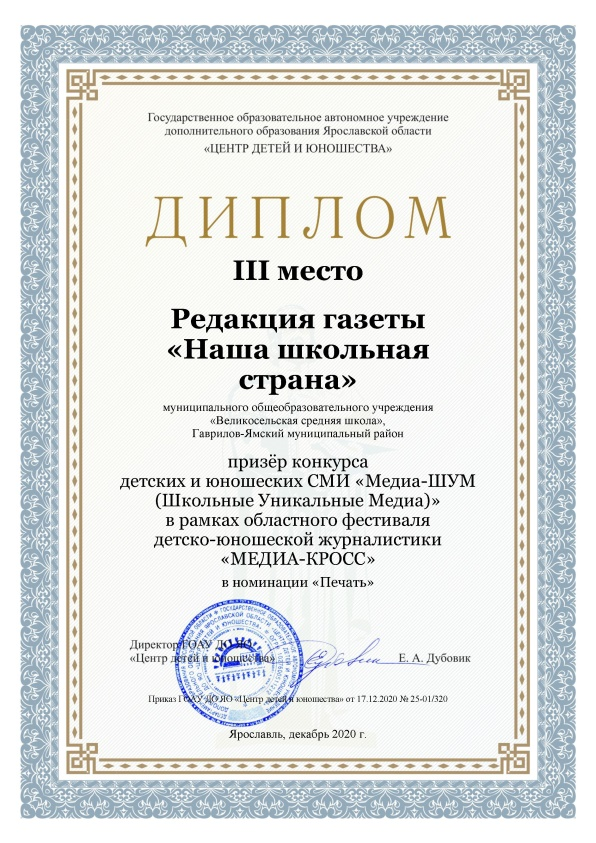 Государственное образовательное автономное учреждение
дополнительного образования Ярославской области
«ЦЕНТР ДЕТЕЙ И ЮНОШЕСТВА»
ДИПЛОМ
III место
Редакция газеты
«Наша школьная
страна»
муниципального общеобразовательного учреждения
«Великосельская средняя школа»,
Гаврилов-Ямский муниципальный район
призёр конкурса
детских и юношеских СМИ «Медиа-ШУМ
(Школьные Уникальные Медиа)»
в рамках областного фестиваля
детско-юношеской журналистики
«МЕДИА-КРОСС»
в номинации «Печать»
Директор ГОАУ ДО ЯО
«Центр детей и юношества»
Е. А. Дубовик
Приказ ГОАУ ДО ЯО «Центр детей и юношества» от 17.12.2020 № 25-01/320
Ярославль, декабрь 2020 г.